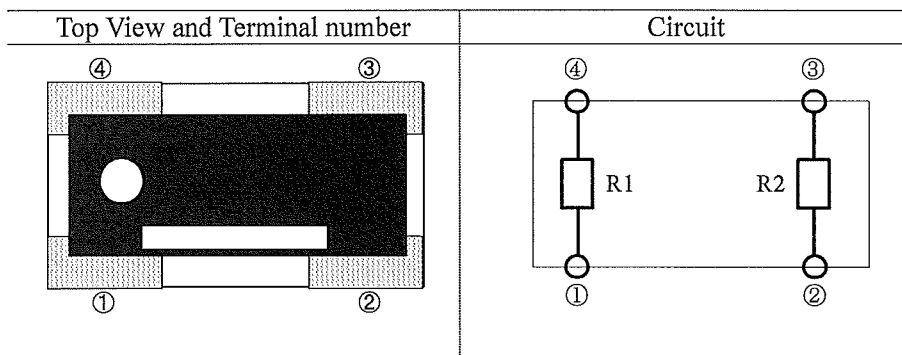 Top View and Terminal number
Circuit
④ ③
① ②
④ ③
R1 R2
① ②